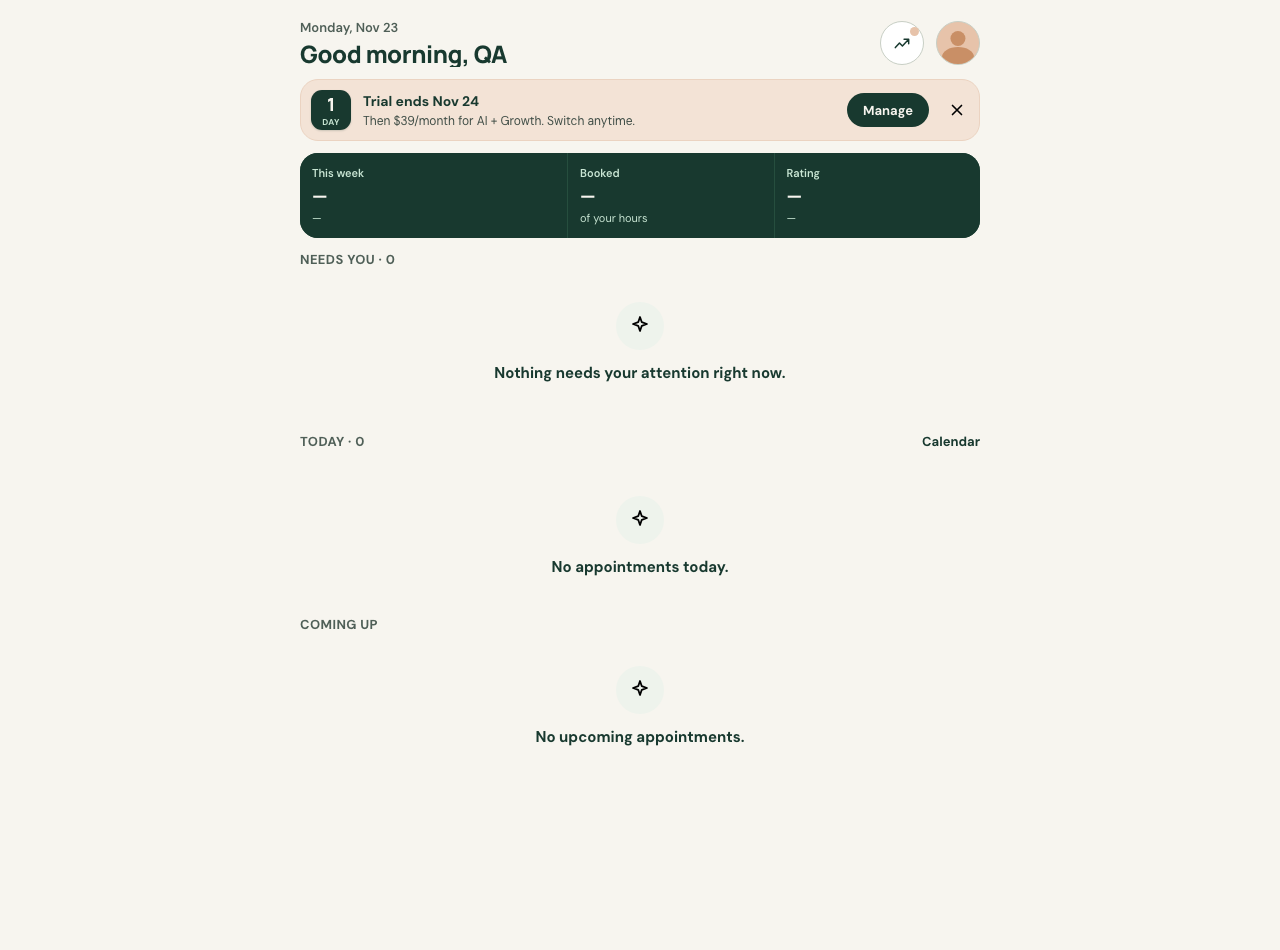 Monday, Nov 23
Good morning, QA
1
DAY
Trial ends Nov 24
Then $39/month for AI + Growth. Switch anytime.
Manage
This week
—
—
Booked
—
of your hours
Rating
—
—
NEEDS YOU · 0
Nothing needs your attention right now.
TODAY · 0
Calendar
No appointments today.
COMING UP
No upcoming appointments.